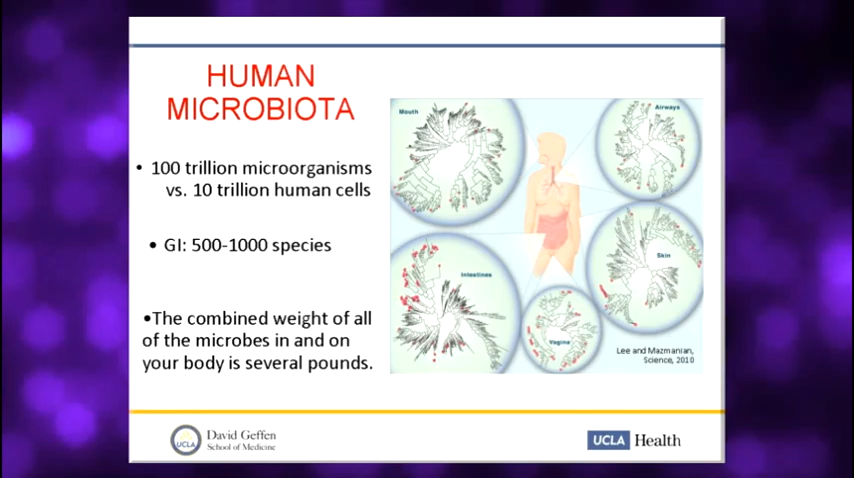 HUMAN
MICROBIOTA
• 100 trillion microorganisms
vs. 10 trillion human cells
• GI: 500-1000 species
•The combined weight of all
of the microbes in and on
your body is several pounds.
Mouth
Airways
Intestines
Skin
Vagina
Lee and Mazmanian,
Science, 2010
UCLA
David Geffen
School of Medicine
UCLA Health